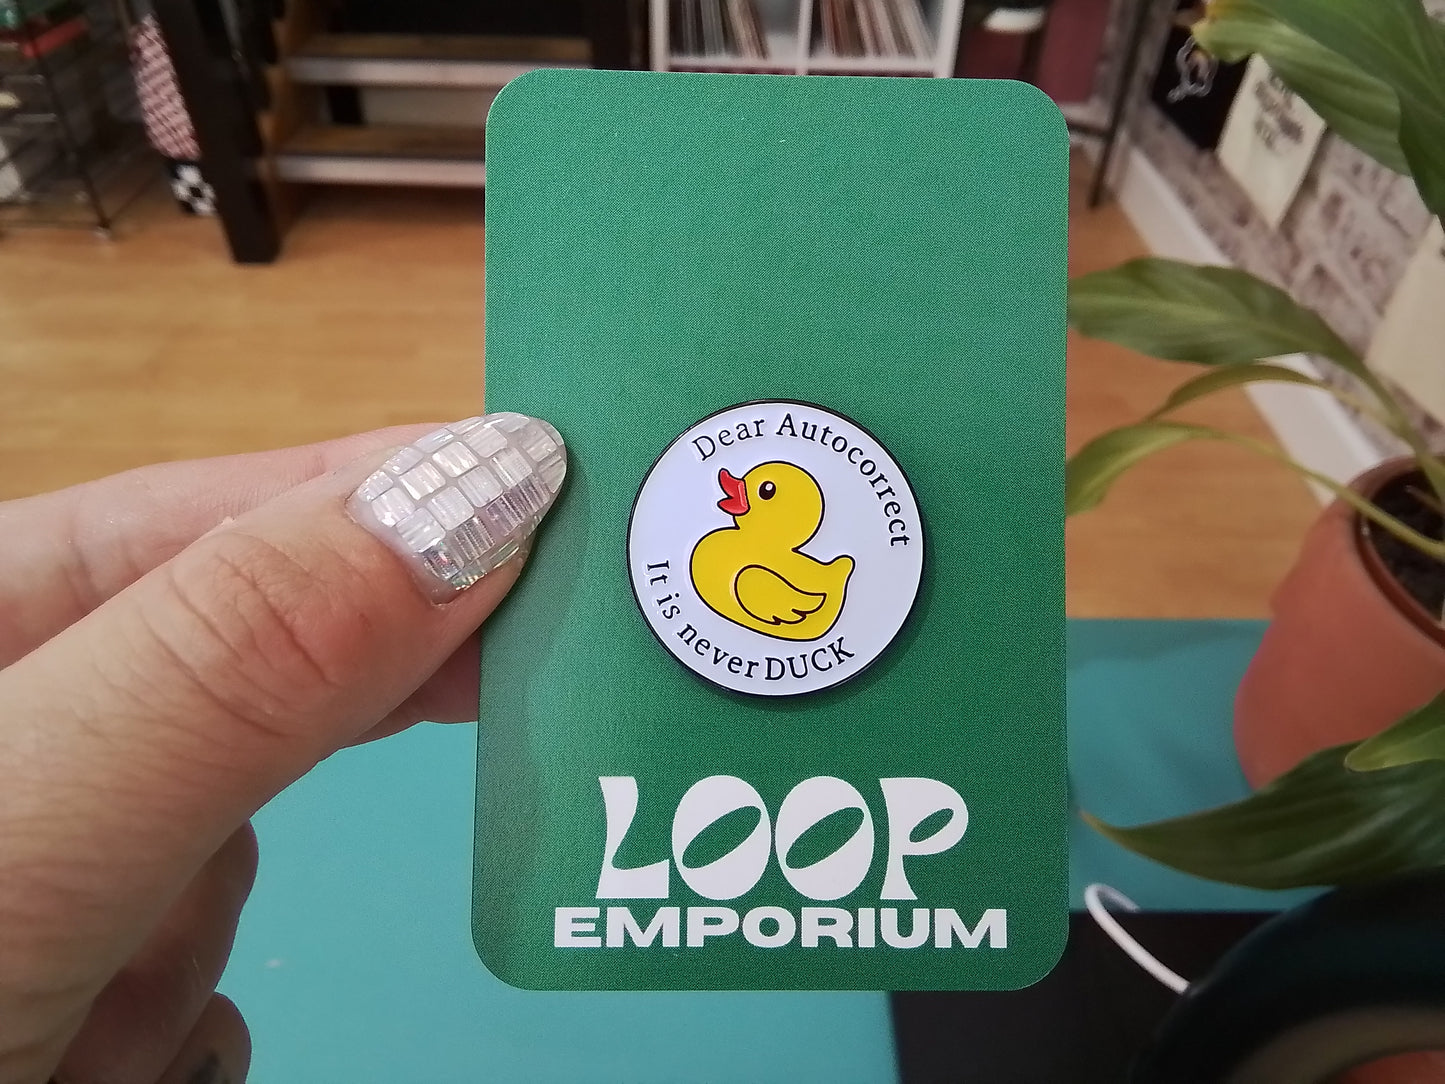 Dear Autocorrect
It is never DUCK
LOOP
EMPORIUM